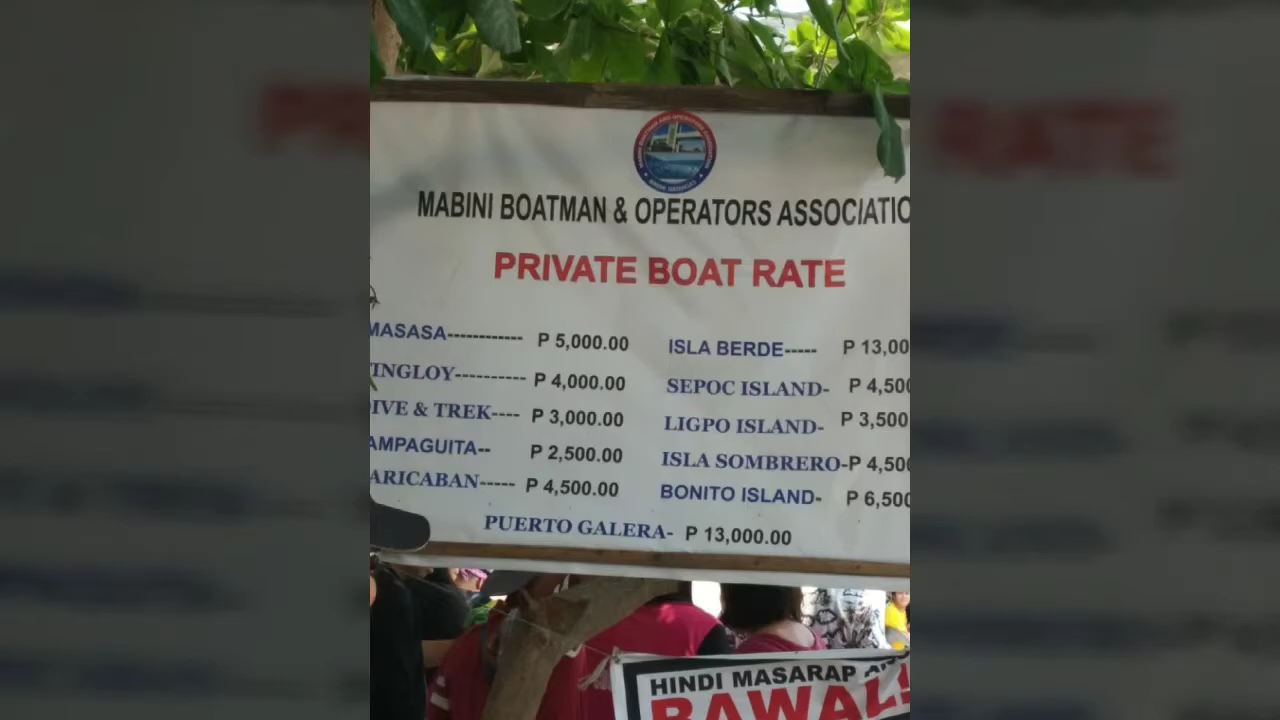 MABINI BOATMAN & OPERATORS ASSOCIATIO
PRIVATE BOAT RATE
MASASA------------ P 5,000.00 ISLA BERDE----- P 13,00
INGLOY---------- P 4,000.00 SEPOC ISLAND- P 4,500
IVE & TREK---- P 3,000.00 LIGPO ISLAND- P 3,500
AMPAGUITA-- P 2,500.00 ISLA SOMBRERO-P 4,500
ARICABAN----- P 4,500.00 BONITO ISLAND- P 6,500
PUERTO GALERA- P 13,000.00
HINDI MASARAP
BAWAL!